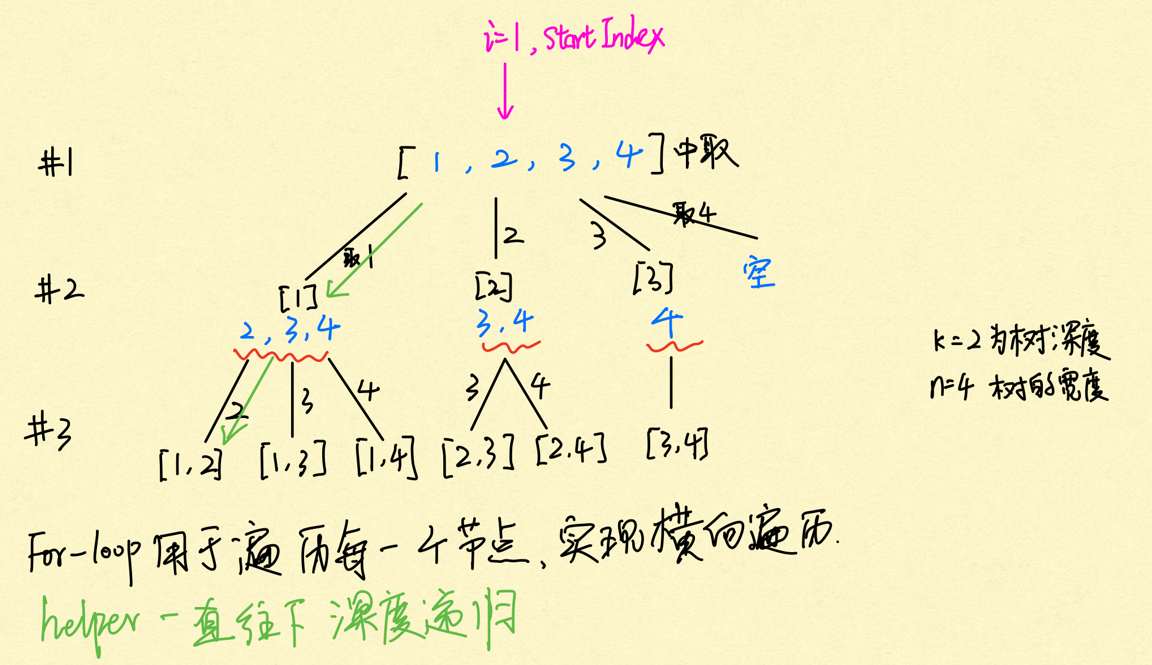 i=1, StartIndex
#1 [ 1 , 2 , 3 , 4 ] 中取
取1 2 3 取4
#2 [1] [2] [3] 空
2, 3, 4 3, 4 4
k=2 为树深度
n=4 树的宽度
2 3 4 3 4
#3 [1,2] [1,3] [1,4] [2,3] [2,4] [3,4]
For-loop 用于遍历每一个节点、实现横向遍历.
helper 一直往下 深度递归